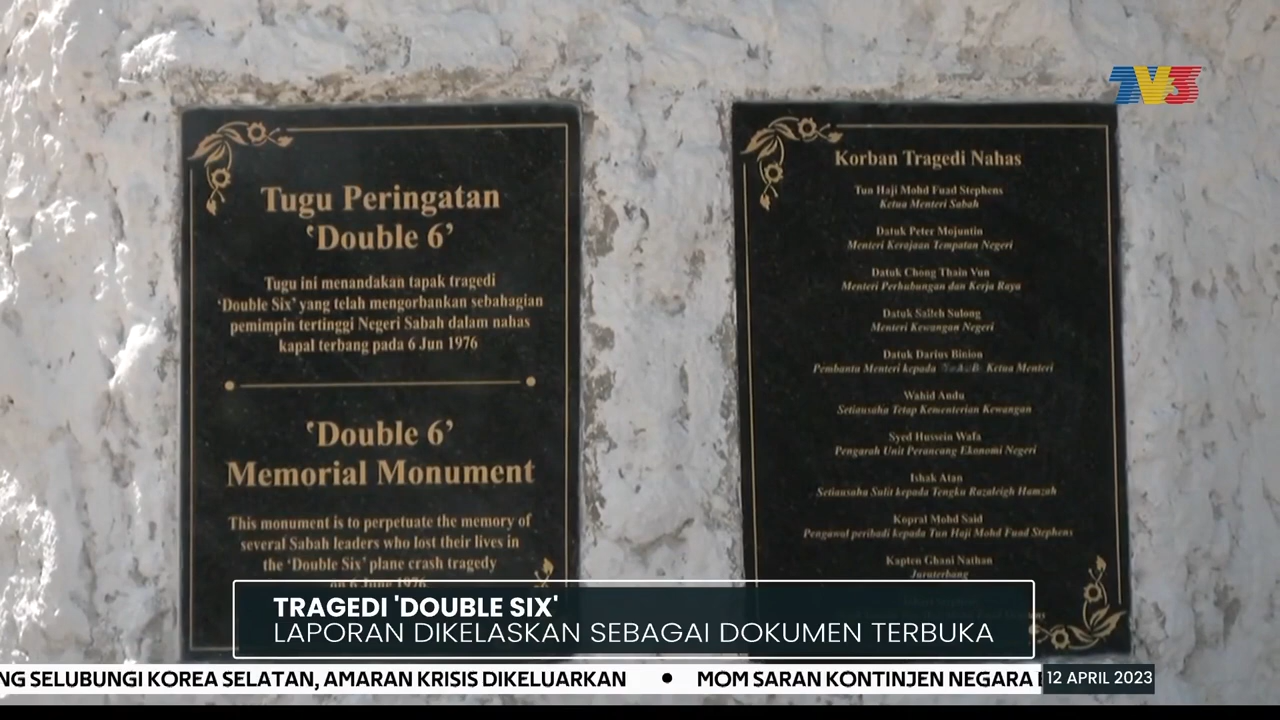 TV3
Tugu Peringatan
‘Double 6’
Tugu ini menandakan tapak tragedi
‘Double Six’ yang telah mengorbankan sebahagian
pemimpin tertinggi Negeri Sabah dalam nahas
kapal terbang pada 6 Jun 1976
‘Double 6’
Memorial Monument
This monument is to perpetuate the memory of
several Sabah leaders who lost their lives in
the ‘Double Six’ plane crash tragedy
on 6 June 1976
Korban Tragedi Nahas
Tun Haji Mohd Fuad Stephens
Ketua Menteri Sabah
Datuk Peter Mojuntin
Menteri Kerajaan Tempatan Negeri
Datuk Chong Thain Vun
Menteri Perhubungan dan Kerja Raya
Datuk Salleh Sulong
Menteri Kewangan Negeri
Datuk Darius Binion
Pembantu Menteri kepada Y.A.B. Ketua Menteri
Wahid Andu
Setiausaha Tetap Kementerian Kewangan
Syed Hussein Wafa
Pengarah Unit Perancang Ekonomi Negeri
Ishak Atan
Setiausaha Sulit kepada Tengku Razaleigh Hamzah
Kopral Mohd Said
Pengawal peribadi kepada Tun Haji Mohd Fuad Stephens
Kapten Ghani Nathan
Juruterbang
TRAGEDI 'DOUBLE SIX'
LAPORAN DIKELASKAN SEBAGAI DOKUMEN TERBUKA
NG SELUBUNGI KOREA SELATAN, AMARAN KRISIS DIKELUARKAN • MOM SARAN KONTINJEN NEGARA
12 APRIL 2023